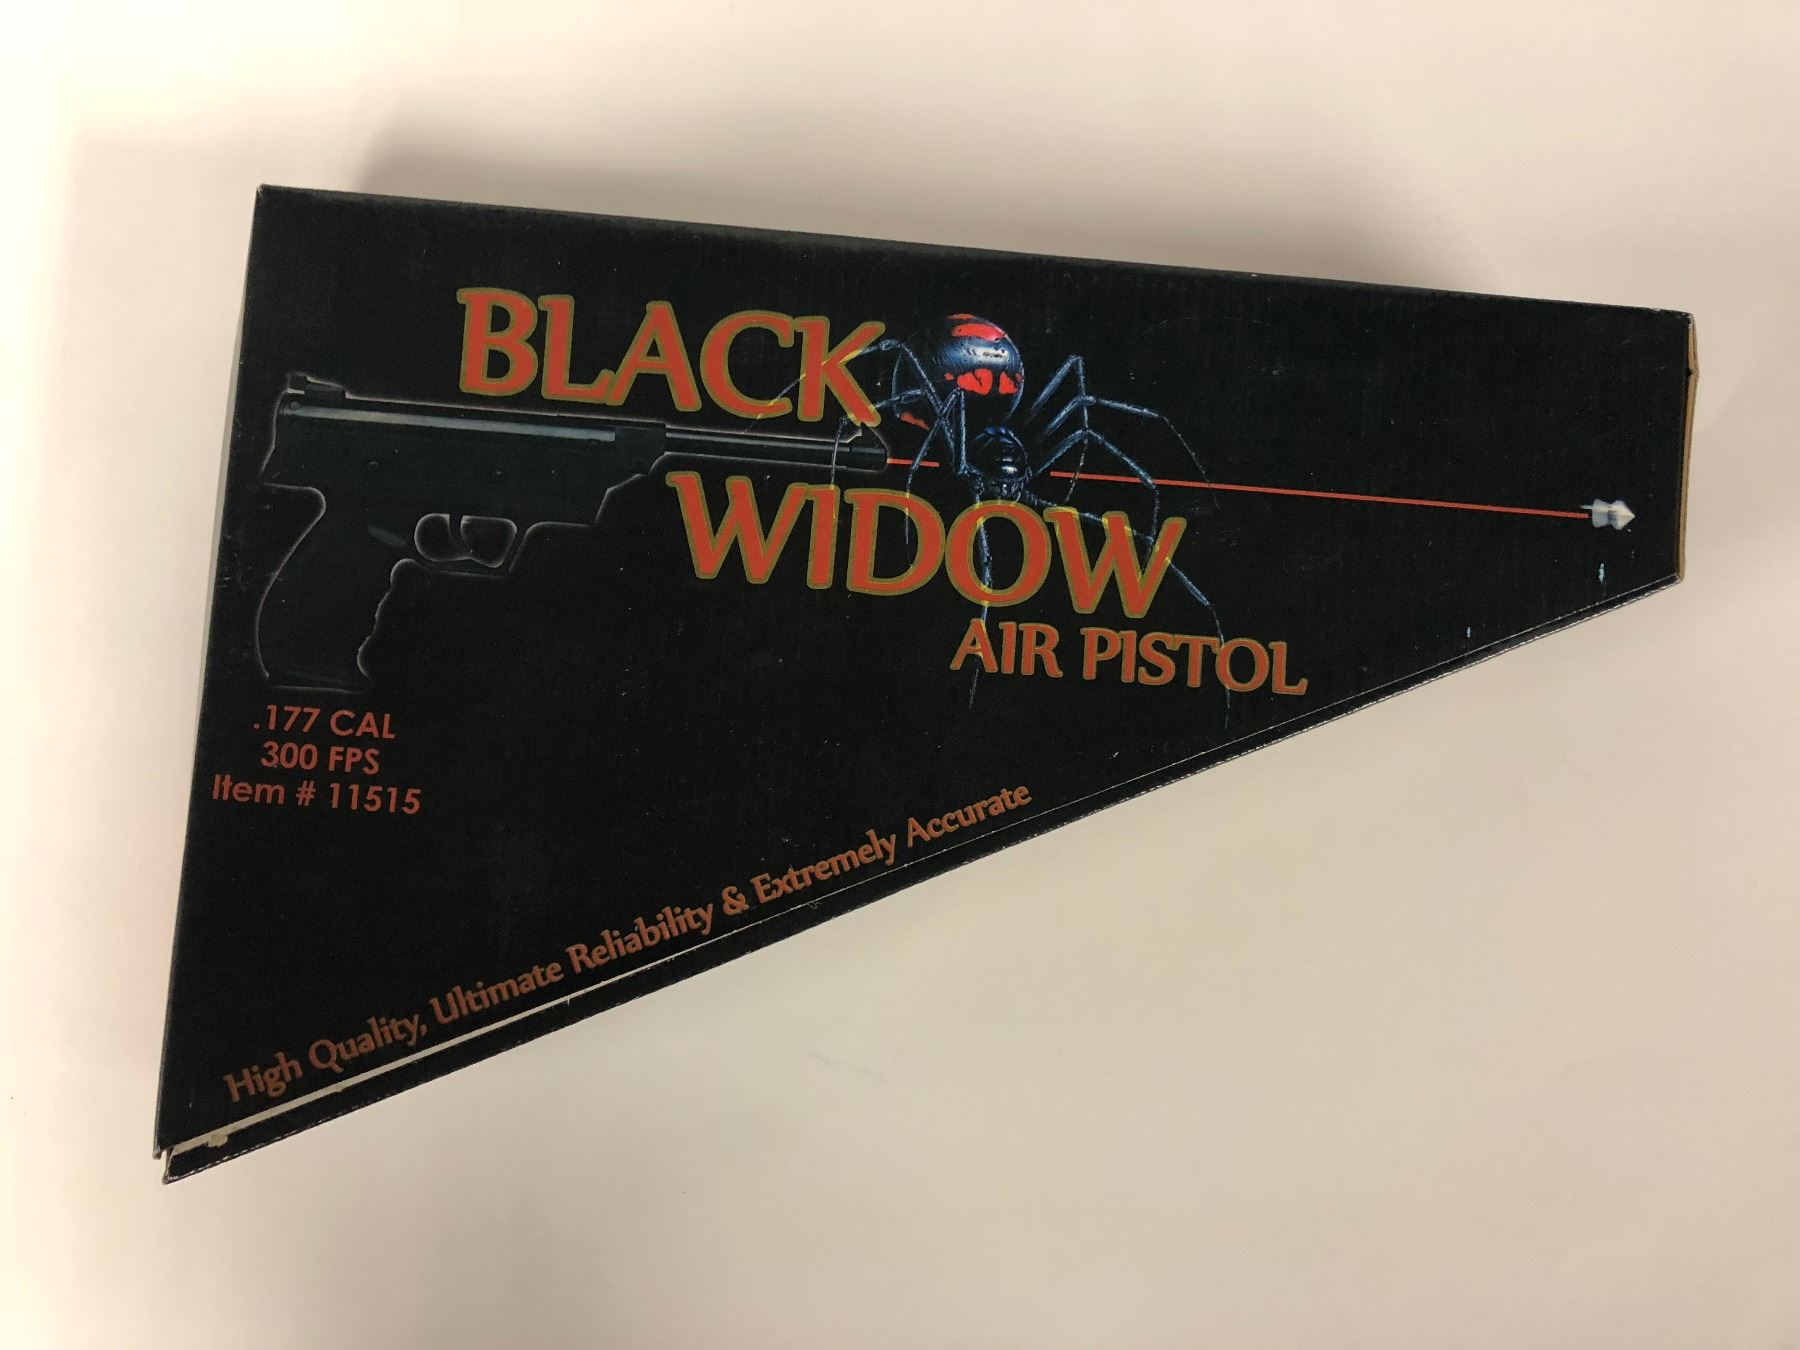 BLACK
WIDOW
AIR PISTOL
.177 CAL
300 FPS
Item # 11515
High Quality, Ultimate Reliability & Extremely Accurate